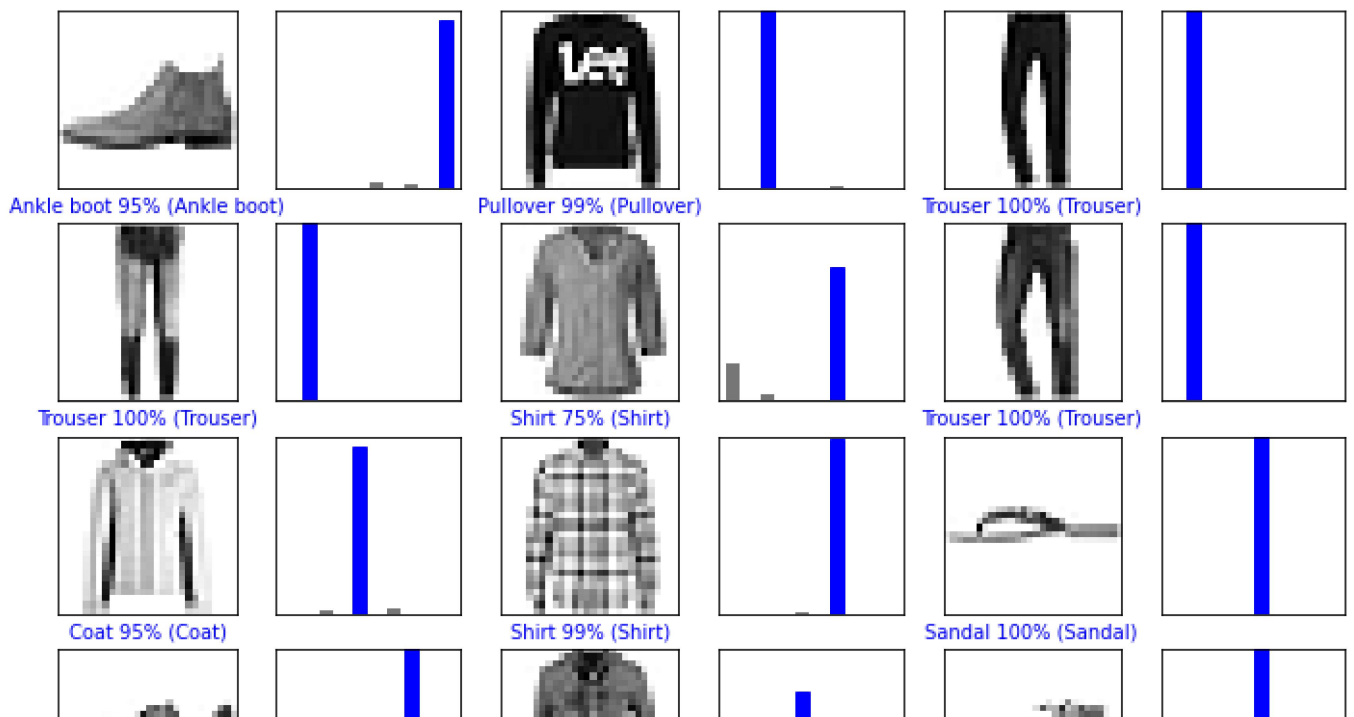 Lee
Ankle boot 95% (Ankle boot)
Pullover 99% (Pullover)
Trouser 100% (Trouser)
Trouser 100% (Trouser)
Shirt 75% (Shirt)
Trouser 100% (Trouser)
Coat 95% (Coat)
Shirt 99% (Shirt)
Sandal 100% (Sandal)